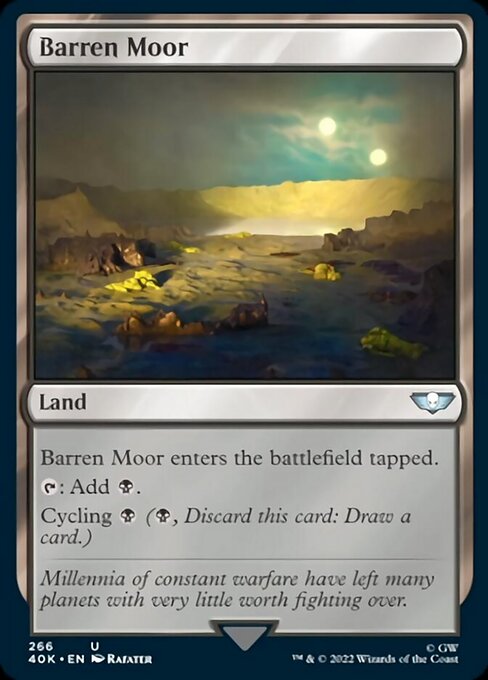 Barren Moor
Land
Barren Moor enters the battlefield tapped.
: Add .
Cycling (, Discard this card: Draw a
card.)
Millennia of constant warfare have left many
planets with very little worth fighting over.
266 U
40K • EN Rafater
© GW
™ & © 2022 Wizards of the Coast